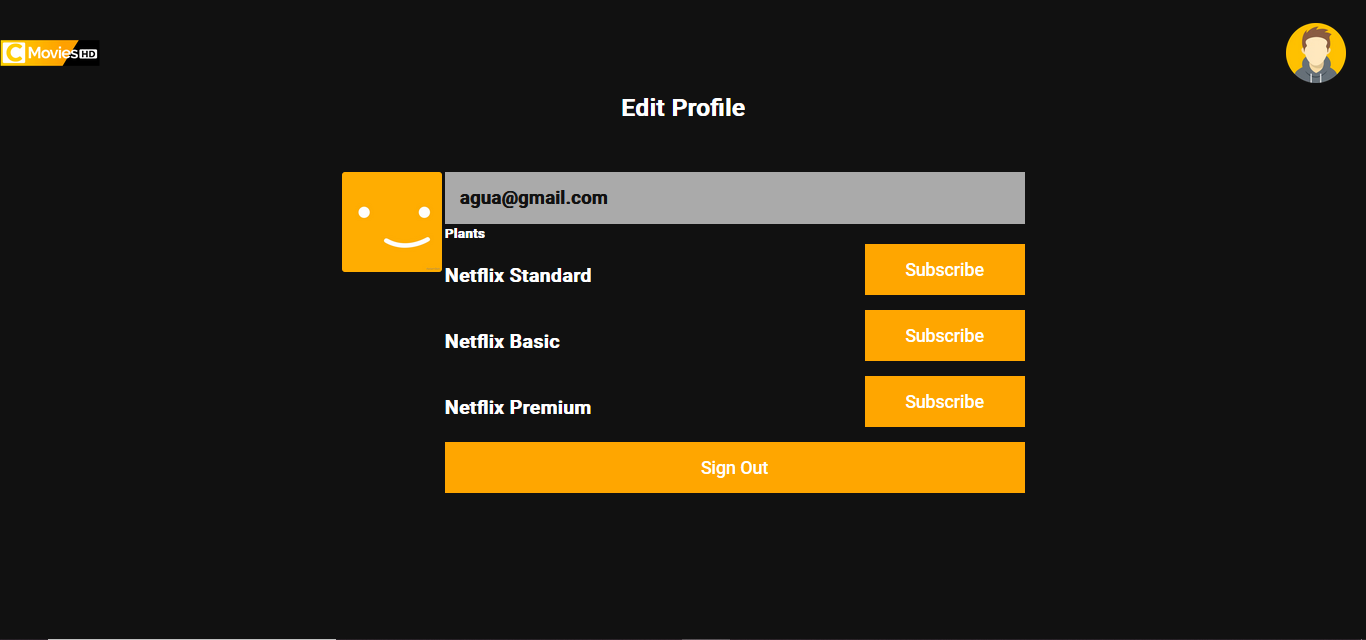 C Movies HD
Edit Profile
agua@gmail.com
Plants
Netflix Standard
Subscribe
Netflix Basic
Subscribe
Netflix Premium
Subscribe
Sign Out